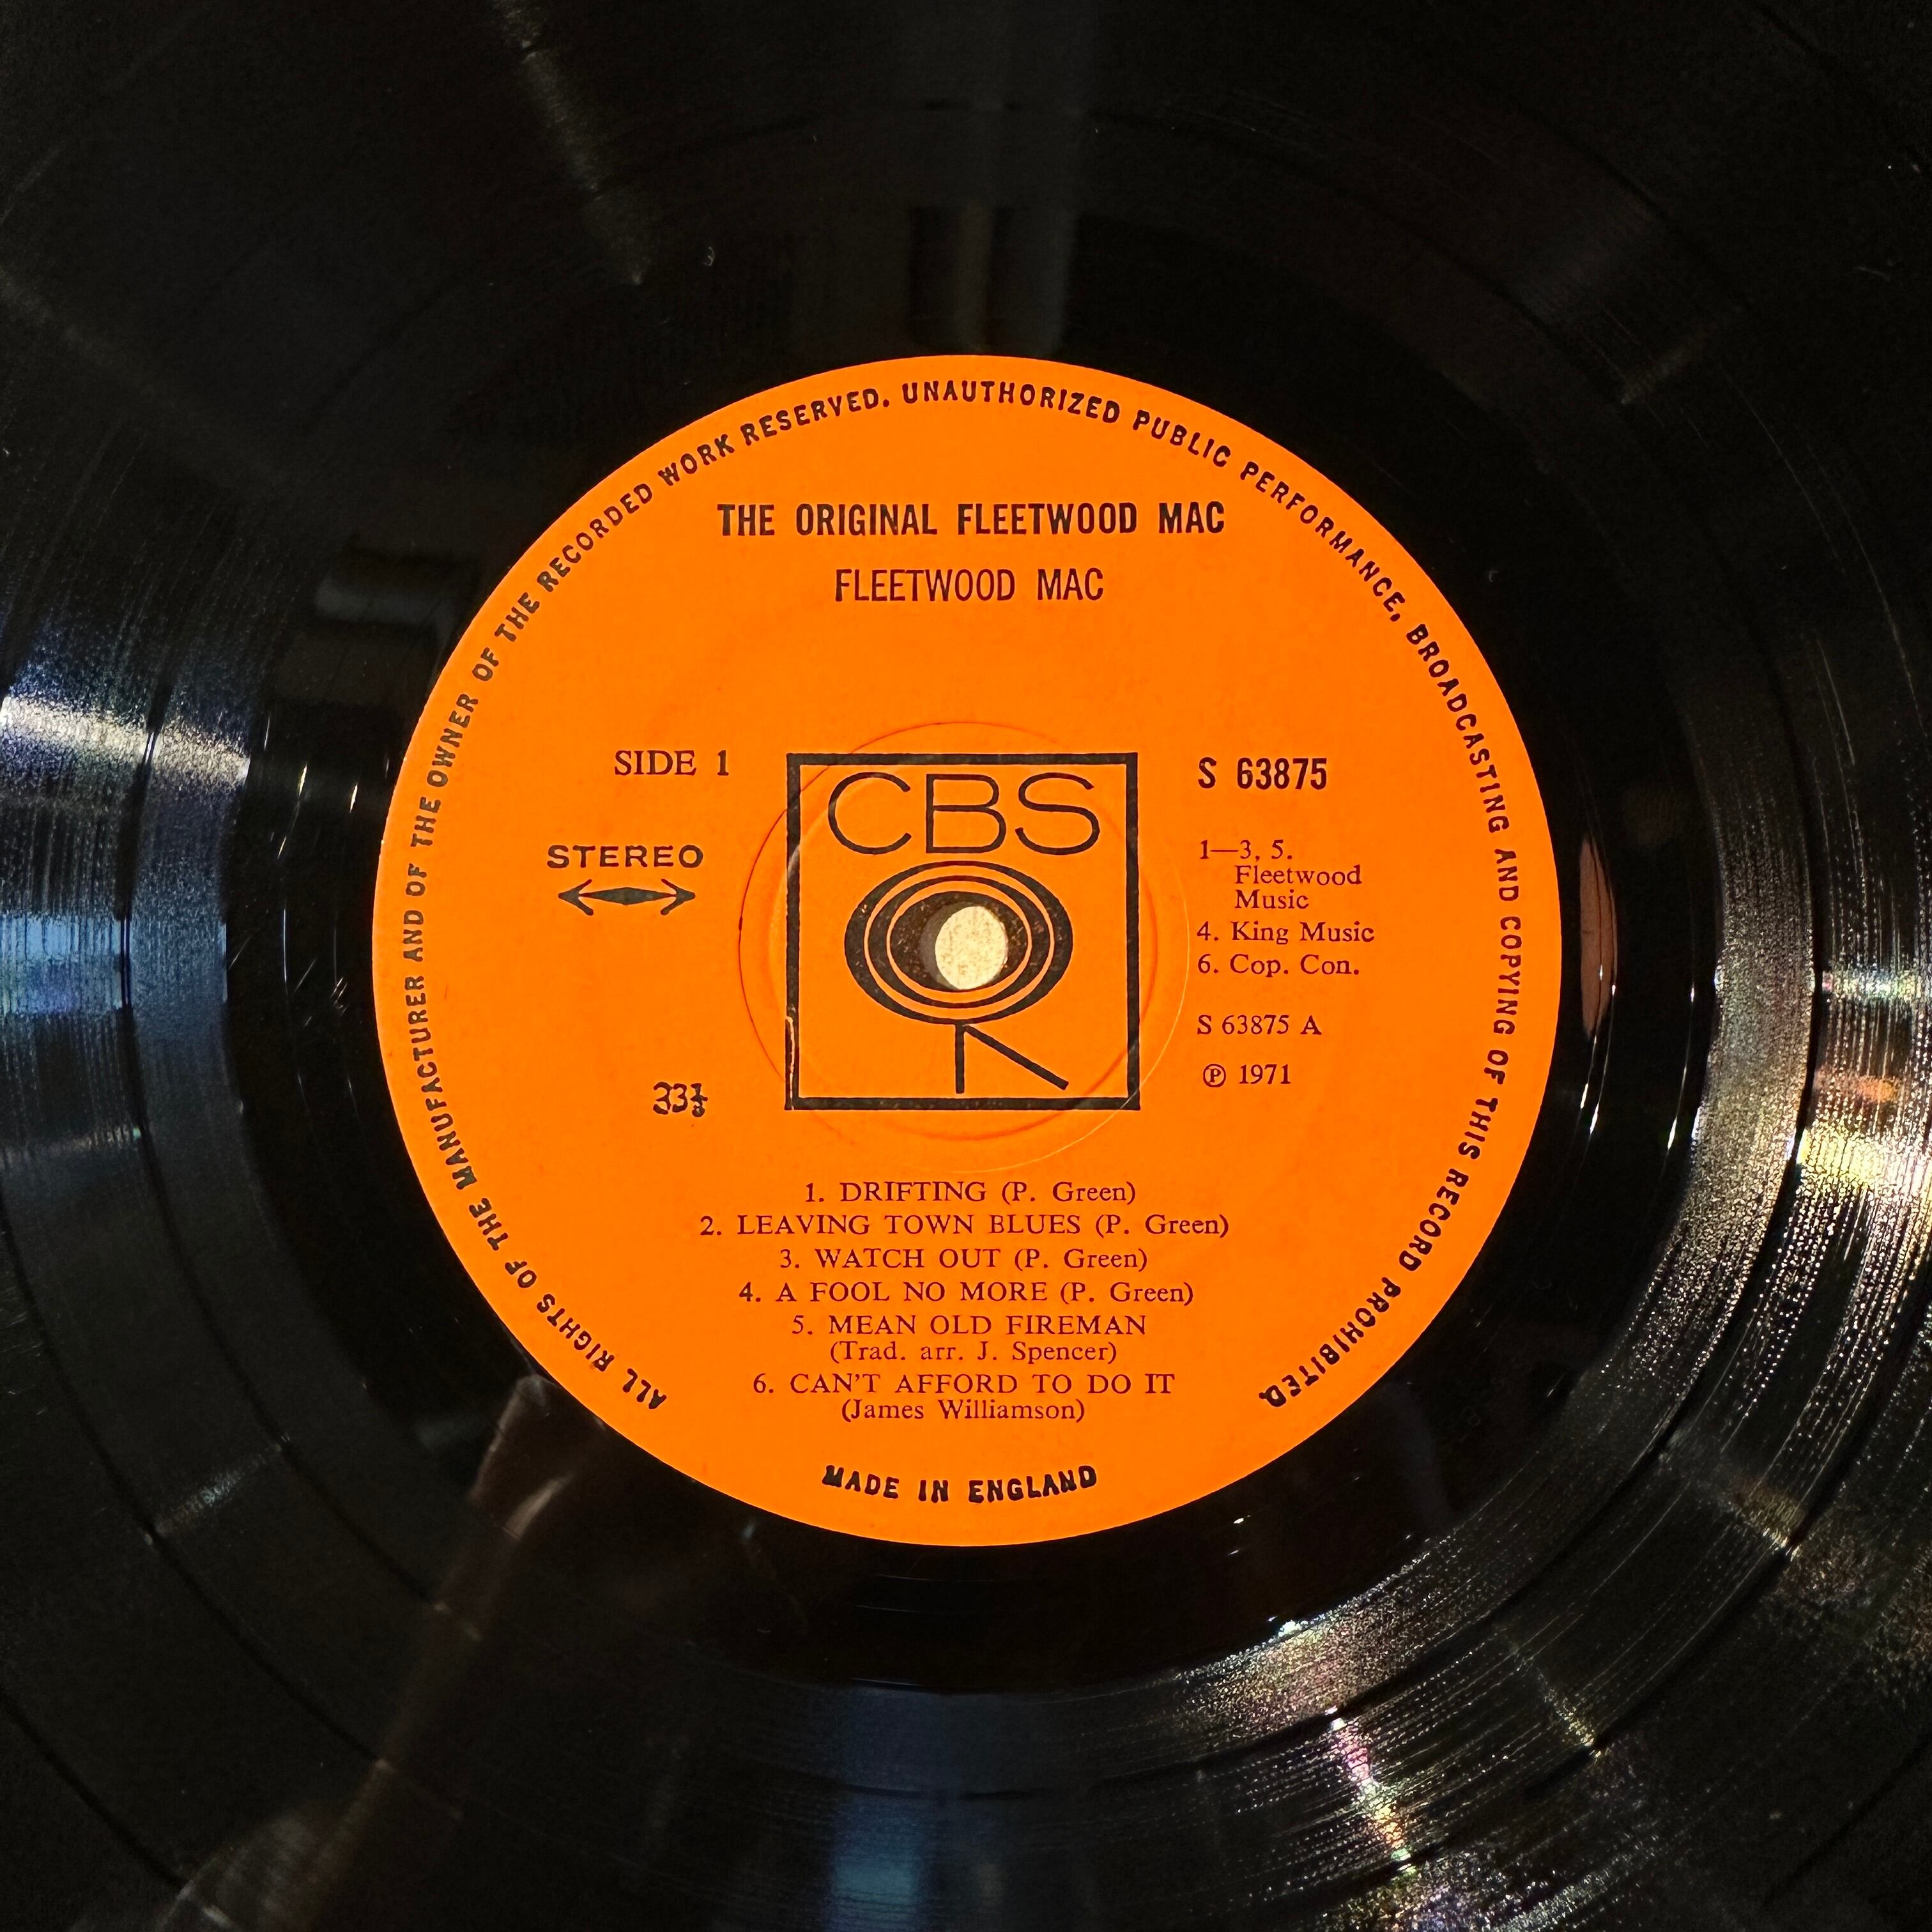 ALL RIGHTS OF THE MANUFACTURER AND OF THE OWNER OF THE RECORDED WORK RESERVED. UNAUTHORIZED PUBLIC PERFORMANCE, BROADCASTING AND COPYING OF THIS RECORD PROHIBITED.
THE ORIGINAL FLEETWOOD MAC
FLEETWOOD MAC
SIDE 1
STEREO
33⅓
CBS
S 63875
1—3, 5.
Fleetwood
Music
4. King Music
6. Cop. Con.
S 63875 A
℗ 1971
1. DRIFTING (P. Green)
2. LEAVING TOWN BLUES (P. Green)
3. WATCH OUT (P. Green)
4. A FOOL NO MORE (P. Green)
5. MEAN OLD FIREMAN
(Trad. arr. J. Spencer)
6. CAN'T AFFORD TO DO IT
(James Williamson)
MADE IN ENGLAND